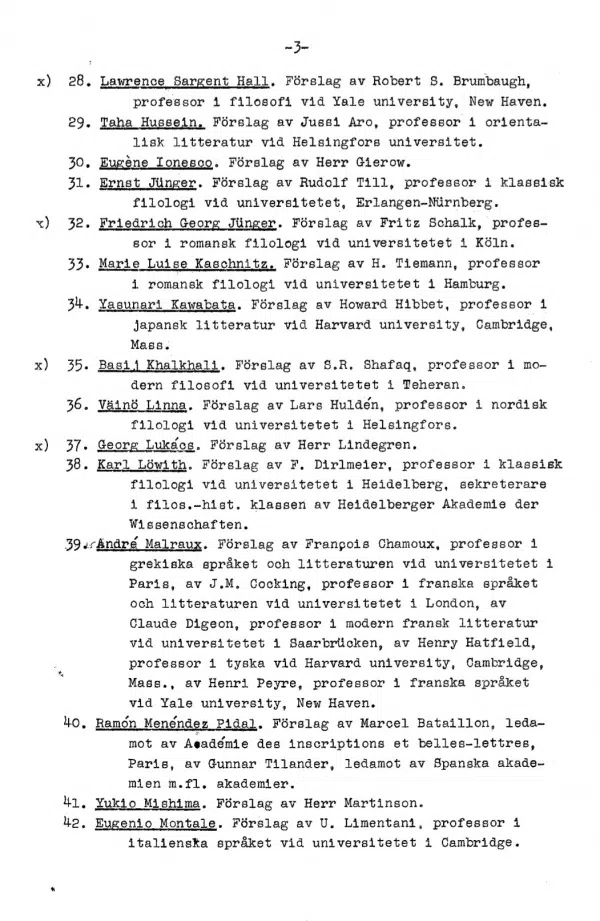 -3-
x) 28. Lawrence Sargent Hall. Förslag av Robert S. Brumbaugh,
professor i filosofi vid Yale university, New Haven.
29. Taha Hussein. Förslag av Jussi Aro, professor i orienta-
lisk litteratur vid Helsingfors universitet.
30. Eugène Ionesco. Förslag av Herr Gierow.
31. Ernst Jünger. Förslag av Rudolf Till, professor i klassisk
filologi vid universitetet, Erlangen-Nürnberg.
x) 32. Friedrich Georg Jünger. Förslag av Fritz Schalk, profes-
sor i romansk filologi vid universitetet i Köln.
33. Marie Luise Kaschnitz. Förslag av H. Tiemann, professor
i romansk filologi vid universitetet i Hamburg.
34. Yasunari Kawabata. Förslag av Howard Hibbet, professor i
japansk litteratur vid Harvard university, Cambridge,
Mass.
x) 35. Basij Khalkhali. Förslag av S.R. Shafaq, professor i mo-
dern filosofi vid universitetet i Teheran.
36. Väinö Linna. Förslag av Lars Huldén, professor i nordisk
filologi vid universitetet i Helsingfors.
x) 37. Georg Lukács. Förslag av Herr Lindegren.
38. Karl Löwith. Förslag av F. Dirlmeier, professor i klassisk
filologi vid universitetet i Heidelberg, sekreterare
i filos.-hist. klassen av Heidelberger Akademie der
Wissenschaften.
39. André Malraux. Förslag av François Chamoux, professor i
grekiska språket och litteraturen vid universitetet i
Paris, av J.M. Cocking, professor i franska språket
och litteraturen vid universitetet i London, av
Claude Digeon, professor i modern fransk litteratur
vid universitetet i Saarbrücken, av Henry Hatfield,
professor i tyska vid Harvard university, Cambridge,
Mass., av Henri Peyre, professor i franska språket
vid Yale university, New Haven.
40. Ramón Menéndez Pidal. Förslag av Marcel Bataillon, leda-
mot av Académie des inscriptions et belles-lettres,
Paris, av Gunnar Tilander, ledamot av Spanska akade-
mien m.fl. akademier.
41. Yukio Mishima. Förslag av Herr Martinson.
42. Eugenio Montale. Förslag av U. Limentani, professor i
italienska språket vid universitetet i Cambridge.